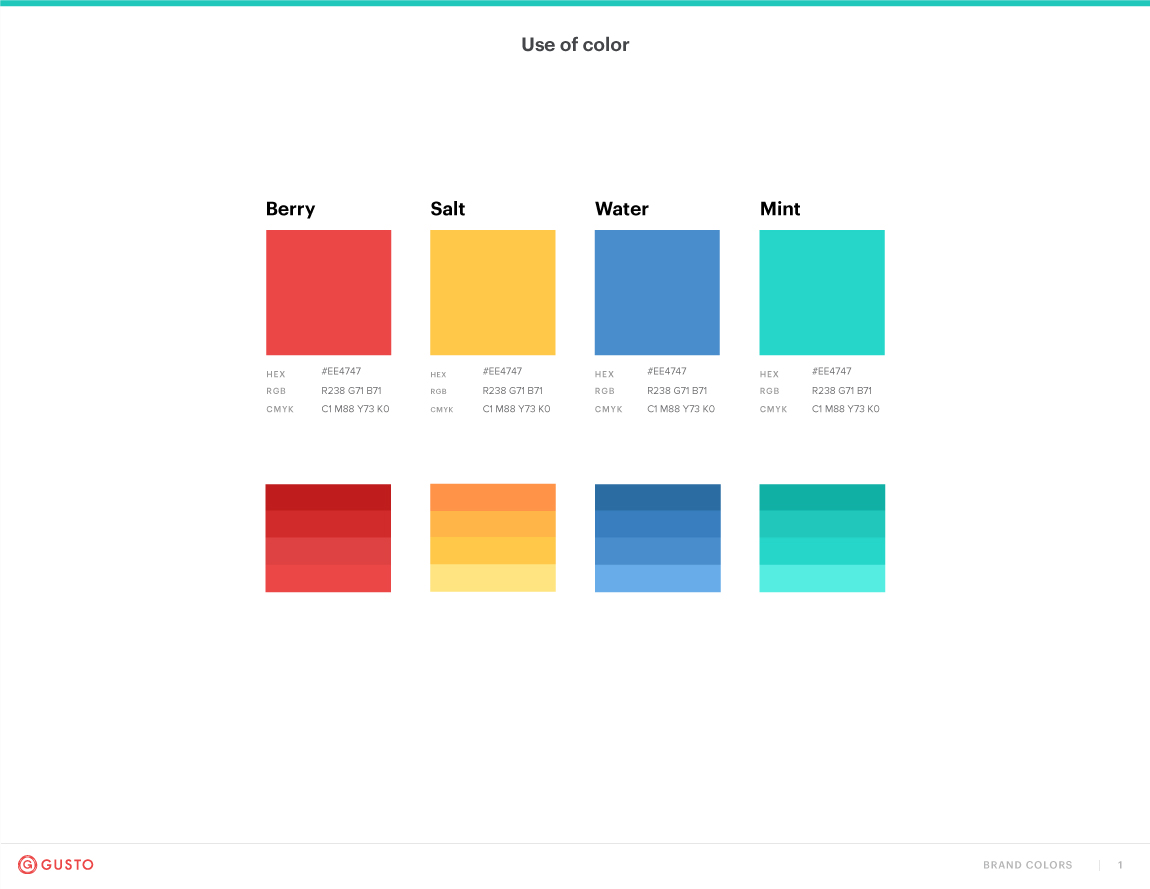 Use of color
Berry
HEX #EE4747
RGB R238 G71 B71
CMYK C1 M88 Y73 K0
Salt
HEX #EE4747
RGB R238 G71 B71
CMYK C1 M88 Y73 K0
Water
HEX #EE4747
RGB R238 G71 B71
CMYK C1 M88 Y73 K0
Mint
HEX #EE4747
RGB R238 G71 B71
CMYK C1 M88 Y73 K0
G GUSTO
BRAND COLORS | 1